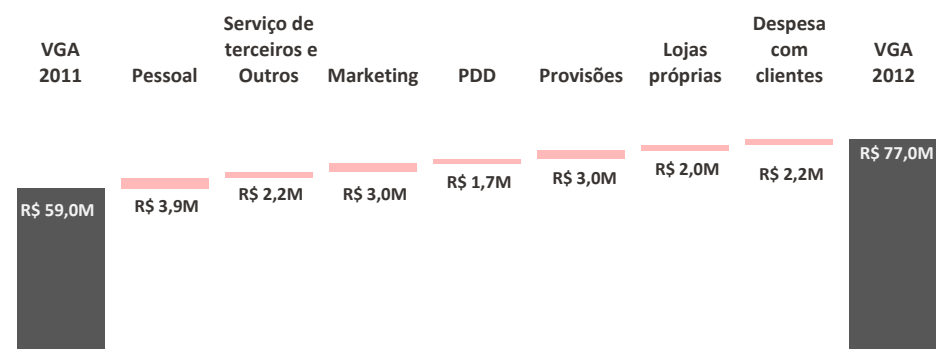 VGA
2011
Pessoal
Serviço de
terceiros e
Outros
Marketing
PDD
Provisões
Lojas
próprias
Despesa
com
clientes
VGA
2012
R$ 59,0M
R$ 3,9M
R$ 2,2M
R$ 3,0M
R$ 1,7M
R$ 3,0M
R$ 2,0M
R$ 2,2M
R$ 77,0M